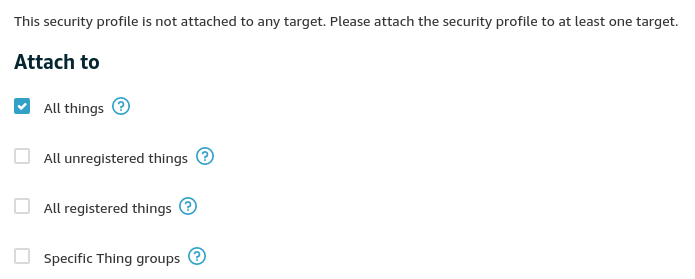 This security profile is not attached to any target. Please attach the security profile to at least one target.
Attach to
All things ?
All unregistered things ?
All registered things ?
Specific Thing groups ?